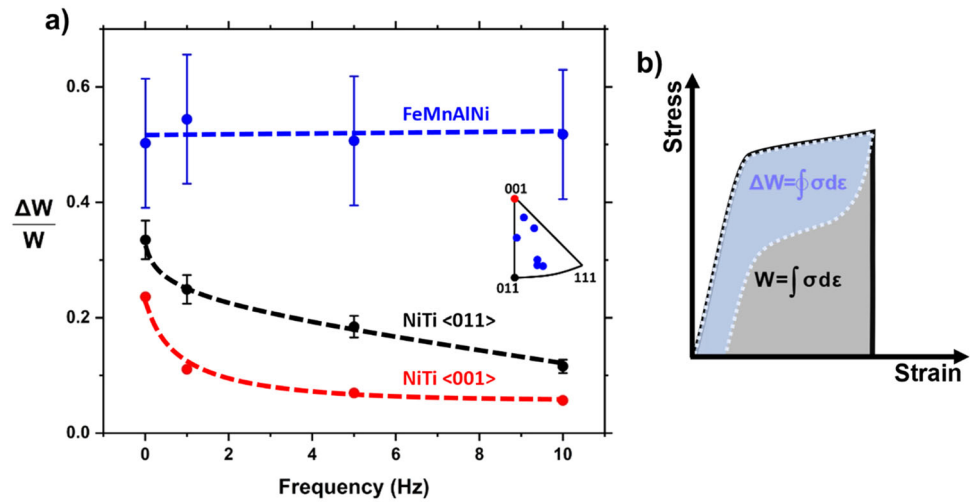 a)
0.6
0.4
0.2
0.0
ΔW
W
FeMnAlNi
NiTi <011>
NiTi <001>
001
011
111
0
2
4
6
8
10
Frequency (Hz)
b)
Stress
ΔW=∮σdε
W=∫σdε
Strain